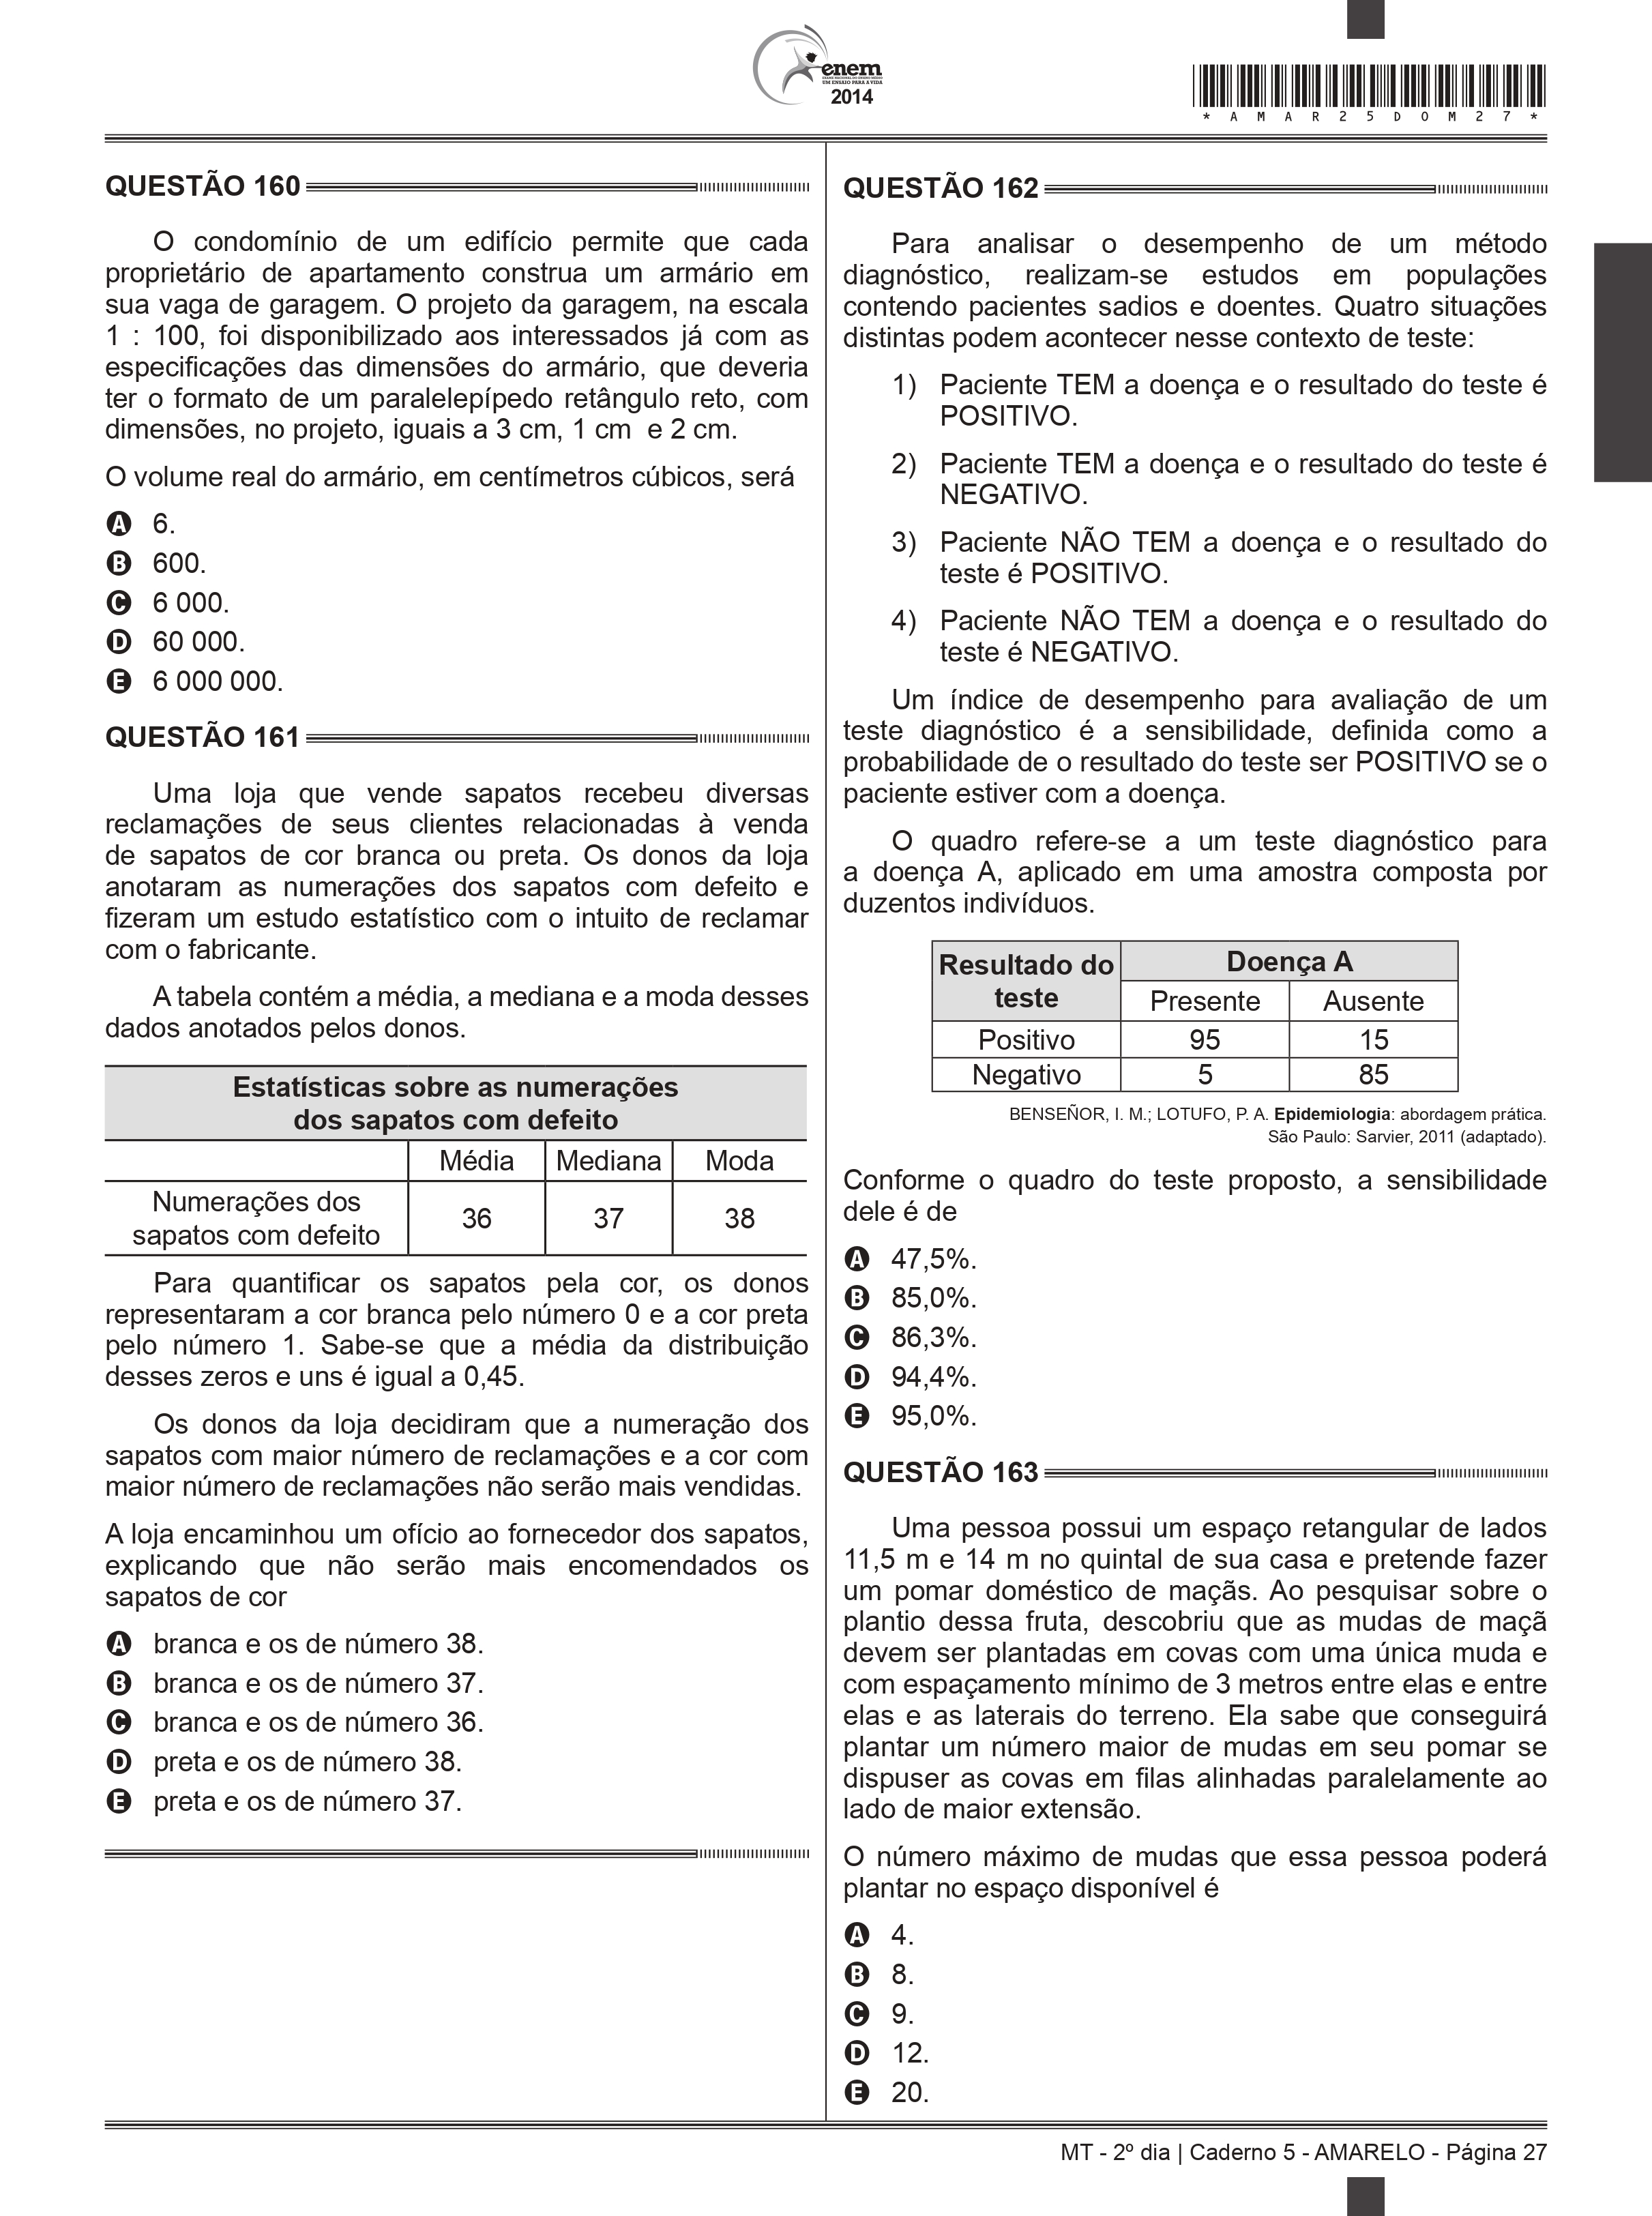 enem
EXAME NACIONAL DO ENSINO MÉDIO
UM ENSAIO PARA A VIDA
2014
*AMAR25DOM27*
QUESTÃO 160
O condomínio de um edifício permite que cada
proprietário de apartamento construa um armário em
sua vaga de garagem. O projeto da garagem, na escala
1 : 100, foi disponibilizado aos interessados já com as
especificações das dimensões do armário, que deveria
ter o formato de um paralelepípedo retângulo reto, com
dimensões, no projeto, iguais a 3 cm, 1 cm e 2 cm.
O volume real do armário, em centímetros cúbicos, será
A 6.
B 600.
C 6 000.
D 60 000.
E 6 000 000.
QUESTÃO 161
Uma loja que vende sapatos recebeu diversas
reclamações de seus clientes relacionadas à venda
de sapatos de cor branca ou preta. Os donos da loja
anotaram as numerações dos sapatos com defeito e
fizeram um estudo estatístico com o intuito de reclamar
com o fabricante.
A tabela contém a média, a mediana e a moda desses
dados anotados pelos donos.
Estatísticas sobre as numerações
dos sapatos com defeito
Média Mediana Moda
Numerações dos
sapatos com defeito
36 37 38
Para quantificar os sapatos pela cor, os donos
representaram a cor branca pelo número 0 e a cor preta
pelo número 1. Sabe-se que a média da distribuição
desses zeros e uns é igual a 0,45.
Os donos da loja decidiram que a numeração dos
sapatos com maior número de reclamações e a cor com
maior número de reclamações não serão mais vendidas.
A loja encaminhou um ofício ao fornecedor dos sapatos,
explicando que não serão mais encomendados os
sapatos de cor
A branca e os de número 38.
B branca e os de número 37.
C branca e os de número 36.
D preta e os de número 38.
E preta e os de número 37.
QUESTÃO 162
Para analisar o desempenho de um método
diagnóstico, realizam-se estudos em populações
contendo pacientes sadios e doentes. Quatro situações
distintas podem acontecer nesse contexto de teste:
1) Paciente TEM a doença e o resultado do teste é
POSITIVO.
2) Paciente TEM a doença e o resultado do teste é
NEGATIVO.
3) Paciente NÃO TEM a doença e o resultado do
teste é POSITIVO.
4) Paciente NÃO TEM a doença e o resultado do
teste é NEGATIVO.
Um índice de desempenho para avaliação de um
teste diagnóstico é a sensibilidade, definida como a
probabilidade de o resultado do teste ser POSITIVO se o
paciente estiver com a doença.
O quadro refere-se a um teste diagnóstico para
a doença A, aplicado em uma amostra composta por
duzentos indivíduos.
Resultado do
teste
Doença A
Presente Ausente
Positivo 95 15
Negativo 5 85
BENSEÑOR, I. M.; LOTUFO, P. A. Epidemiologia: abordagem prática.
São Paulo: Sarvier, 2011 (adaptado).
Conforme o quadro do teste proposto, a sensibilidade
dele é de
A 47,5%.
B 85,0%.
C 86,3%.
D 94,4%.
E 95,0%.
QUESTÃO 163
Uma pessoa possui um espaço retangular de lados
11,5 m e 14 m no quintal de sua casa e pretende fazer
um pomar doméstico de maçãs. Ao pesquisar sobre o
plantio dessa fruta, descobriu que as mudas de maçã
devem ser plantadas em covas com uma única muda e
com espaçamento mínimo de 3 metros entre elas e entre
elas e as laterais do terreno. Ela sabe que conseguirá
plantar um número maior de mudas em seu pomar se
dispuser as covas em filas alinhadas paralelamente ao
lado de maior extensão.
O número máximo de mudas que essa pessoa poderá
plantar no espaço disponível é
A 4.
B 8.
C 9.
D 12.
E 20.
MT - 2º dia | Caderno 5 - AMARELO - Página 27